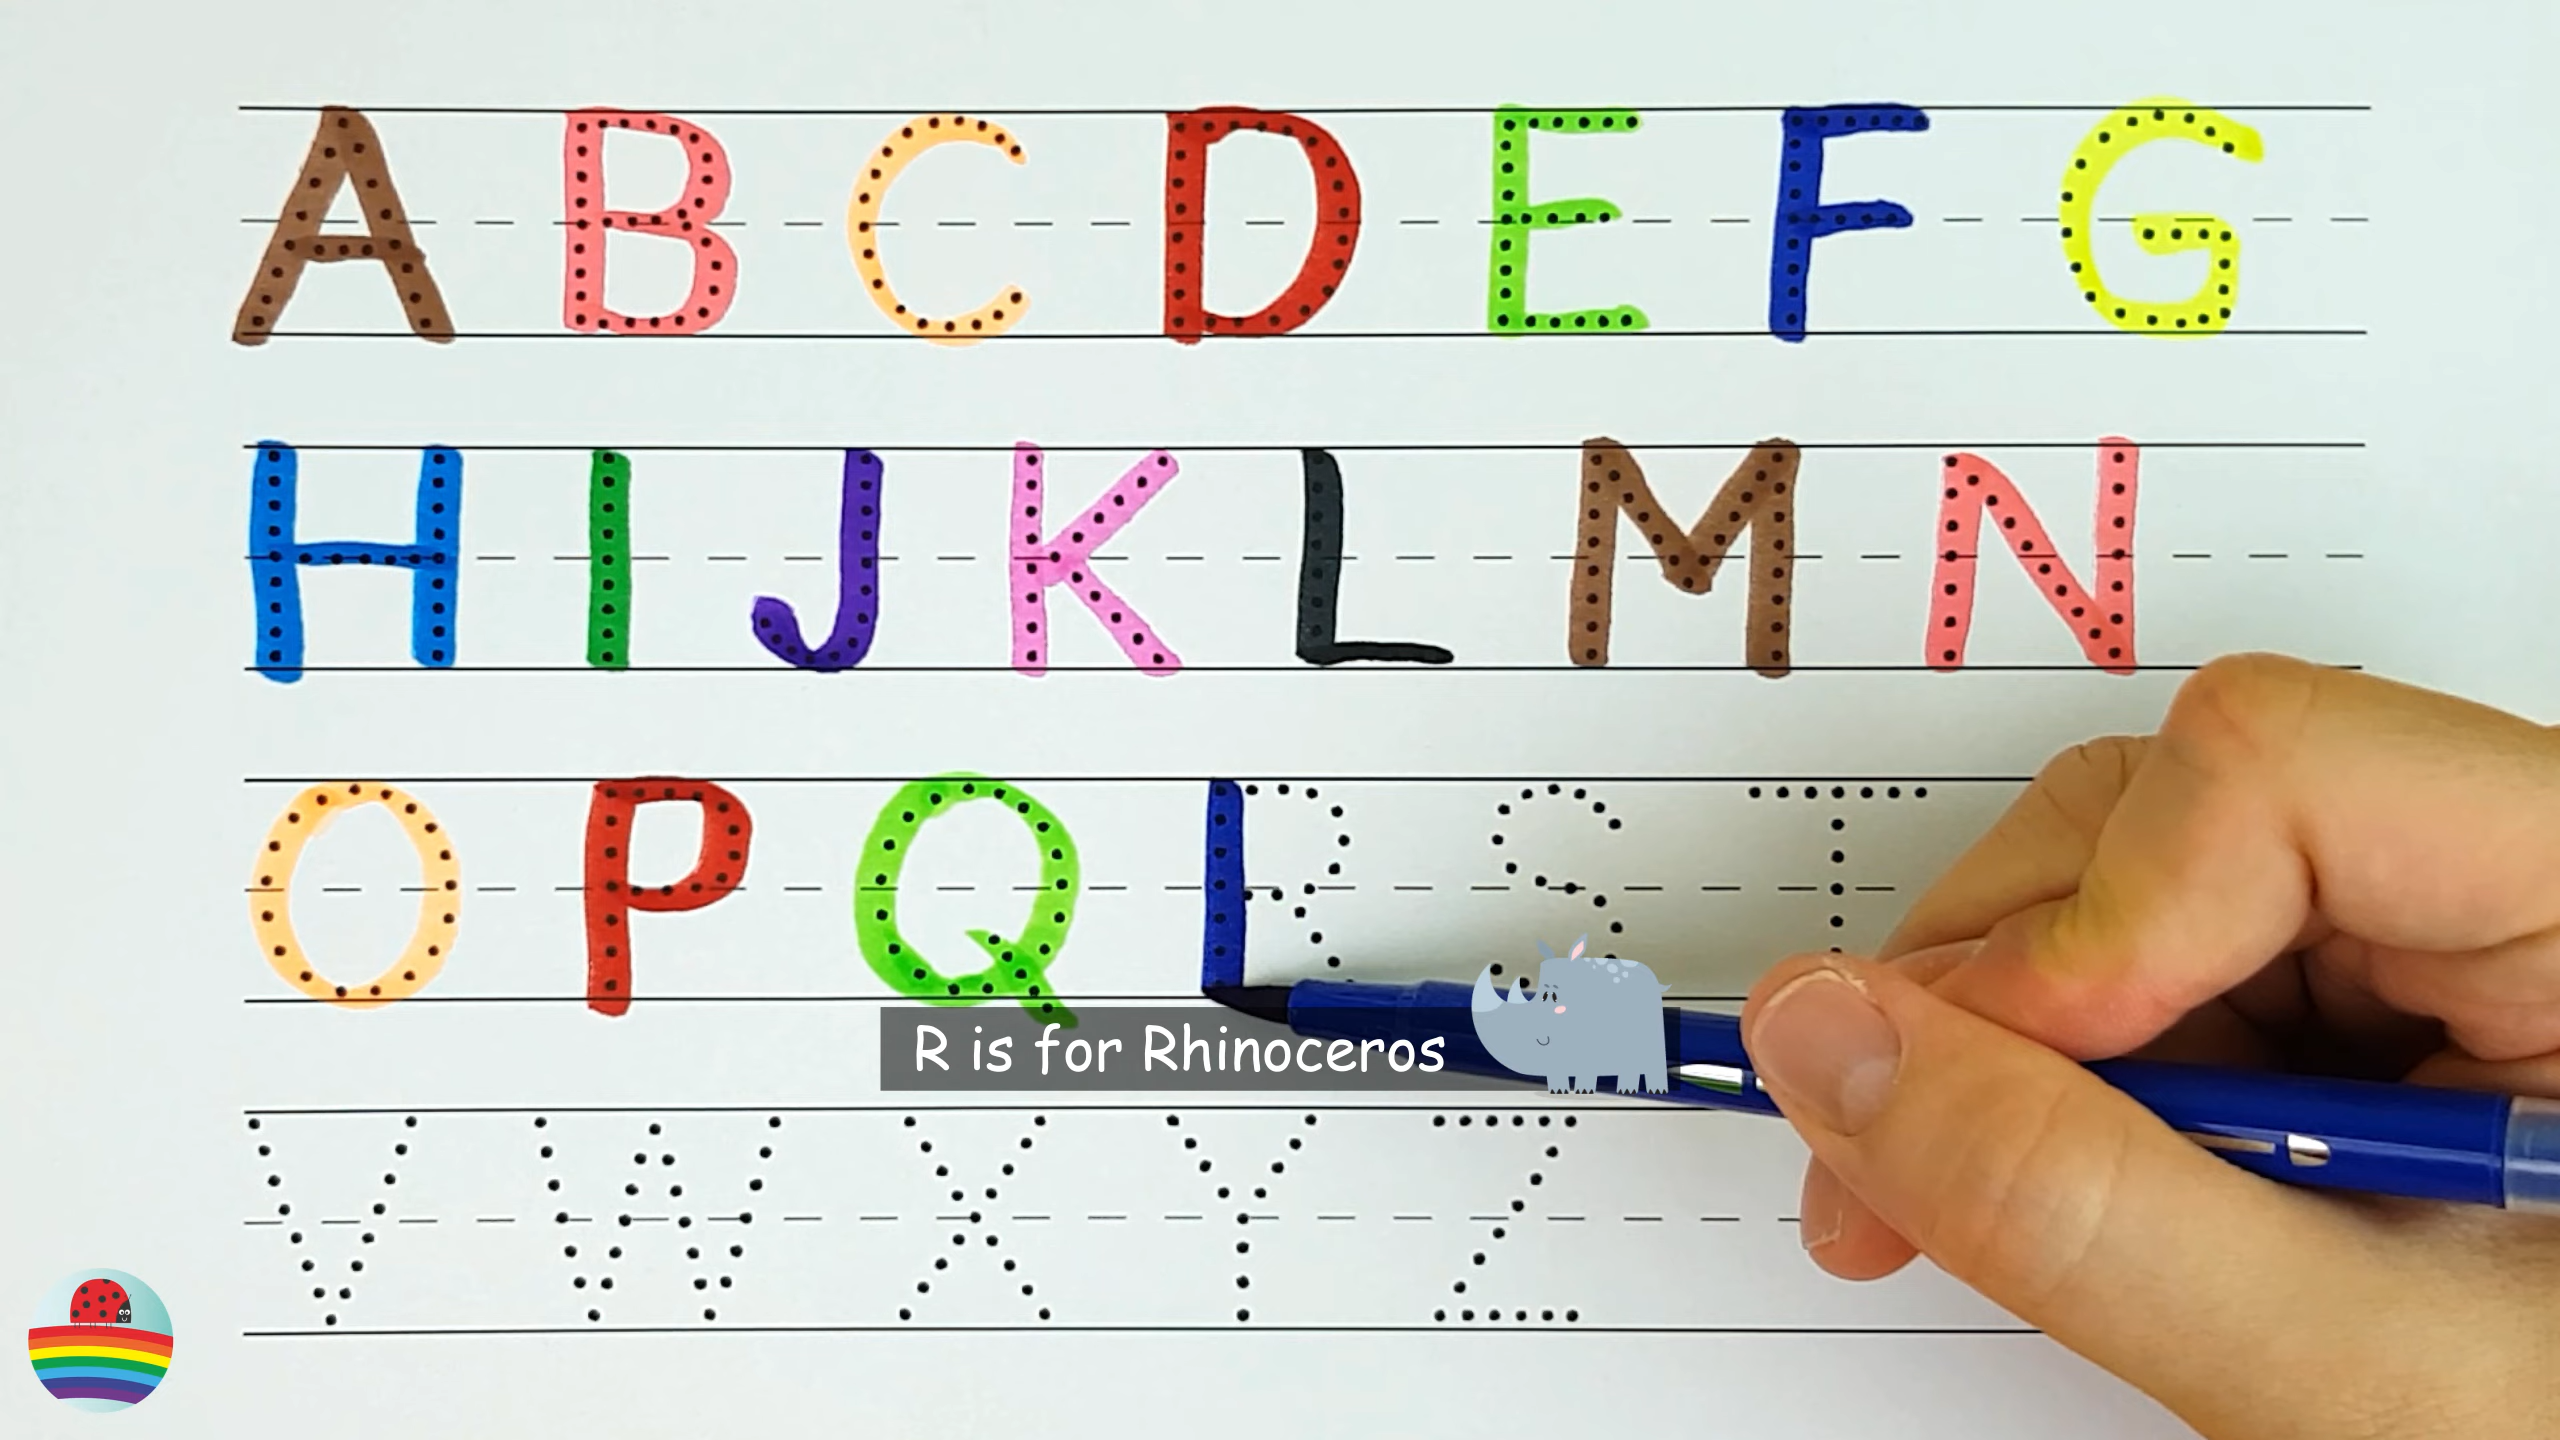 A B C D E F G
H I J K L M N
O P Q R S T
R is for Rhinoceros
V W X Y Z